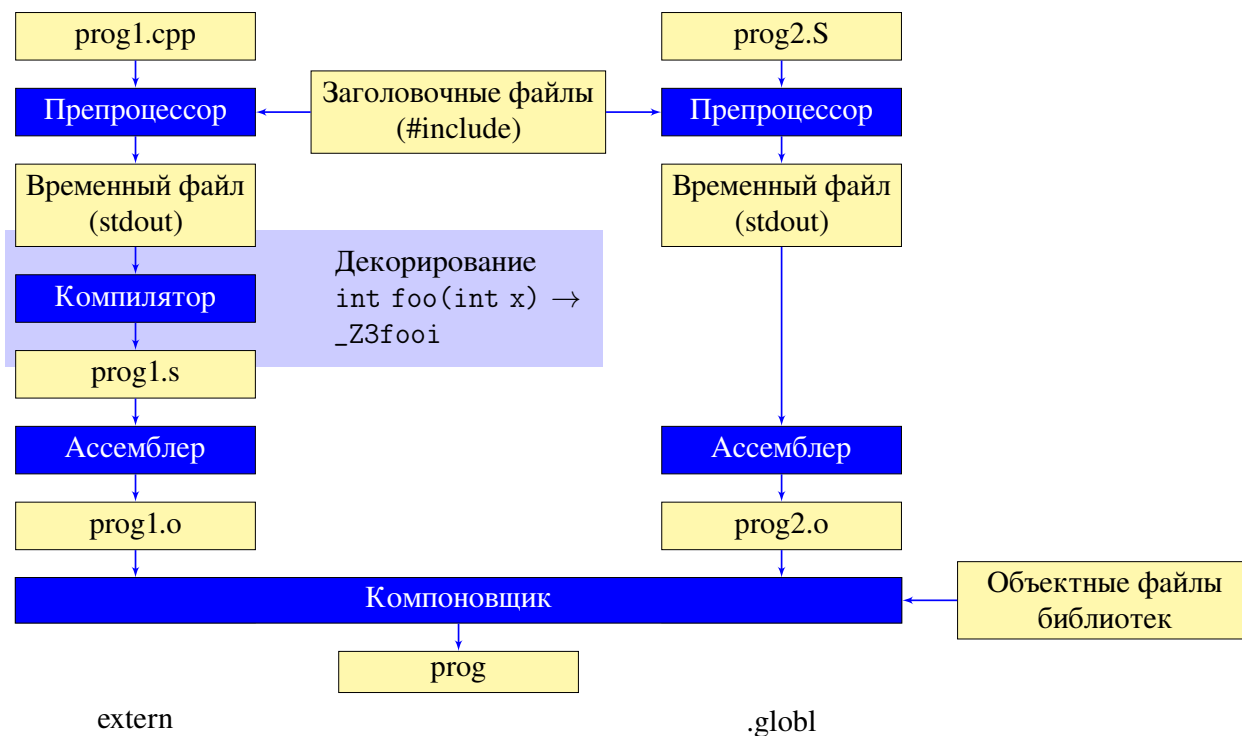 prog1.cpp
prog2.S
Препроцессор
Заголовочные файлы
(#include)
Препроцессор
Временный файл
(stdout)
Временный файл
(stdout)
Компилятор
Декорирование
int foo(int x) →
_Z3fooi
prog1.s
Ассемблер
Ассемблер
prog1.o
prog2.o
Компоновщик
Объектные файлы
библиотек
prog
extern
.globl